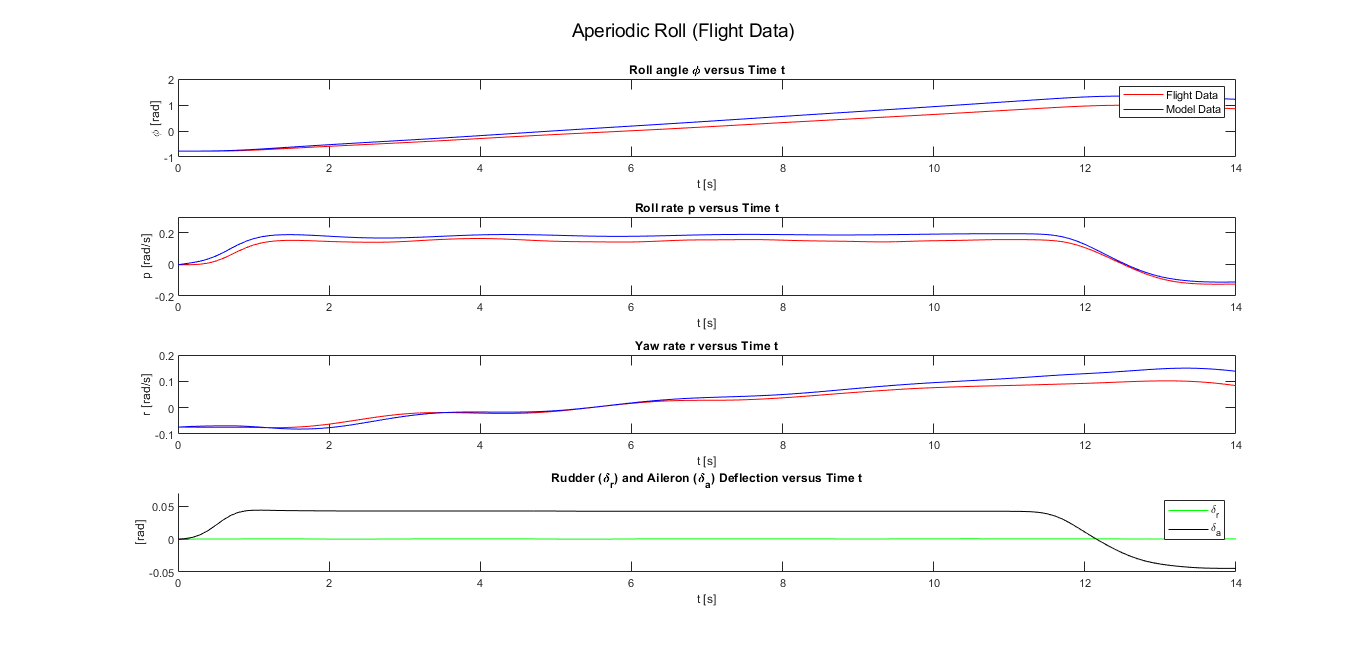 Aperiodic Roll (Flight Data)
Roll angle ϕ versus Time t
ϕ [rad]
2
1
0
-1
0 2 4 6 8 10 12 14
t [s]
Flight Data
Model Data
Roll rate p versus Time t
p [rad/s]
0.2
0
-0.2
0 2 4 6 8 10 12 14
t [s]
Yaw rate r versus Time t
r [rad/s]
0.2
0.1
0
-0.1
0 2 4 6 8 10 12 14
t [s]
Rudder (δr) and Aileron (δa) Deflection versus Time t
[rad]
0.05
0
-0.05
0 2 4 6 8 10 12 14
t [s]
δr
δa